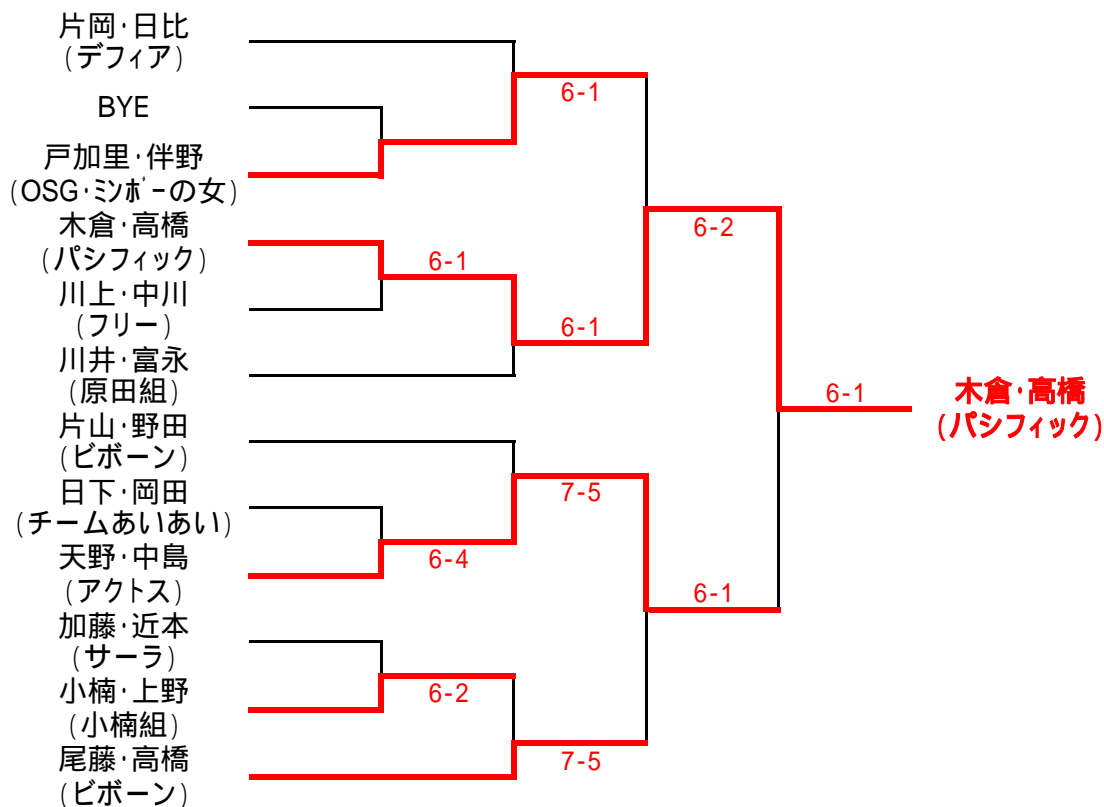 片岡・日比
(デフィア)
BYE
戸加里・伴野
(OSG・ミンボーの女)
木倉・高橋
(パシフィック)
川上・中川
(フリー)
川井・富永
(原田組)
片山・野田
(ビボーン)
日下・岡田
(チームあいあい)
天野・中島
(アクトス)
加藤・近本
(サーラ)
小楠・上野
(小楠組)
尾藤・高橋
(ビボーン)
6-1
6-4
6-2
6-1
6-1
7-5
7-5
6-2
6-1
6-1
木倉・高橋
(パシフィック)